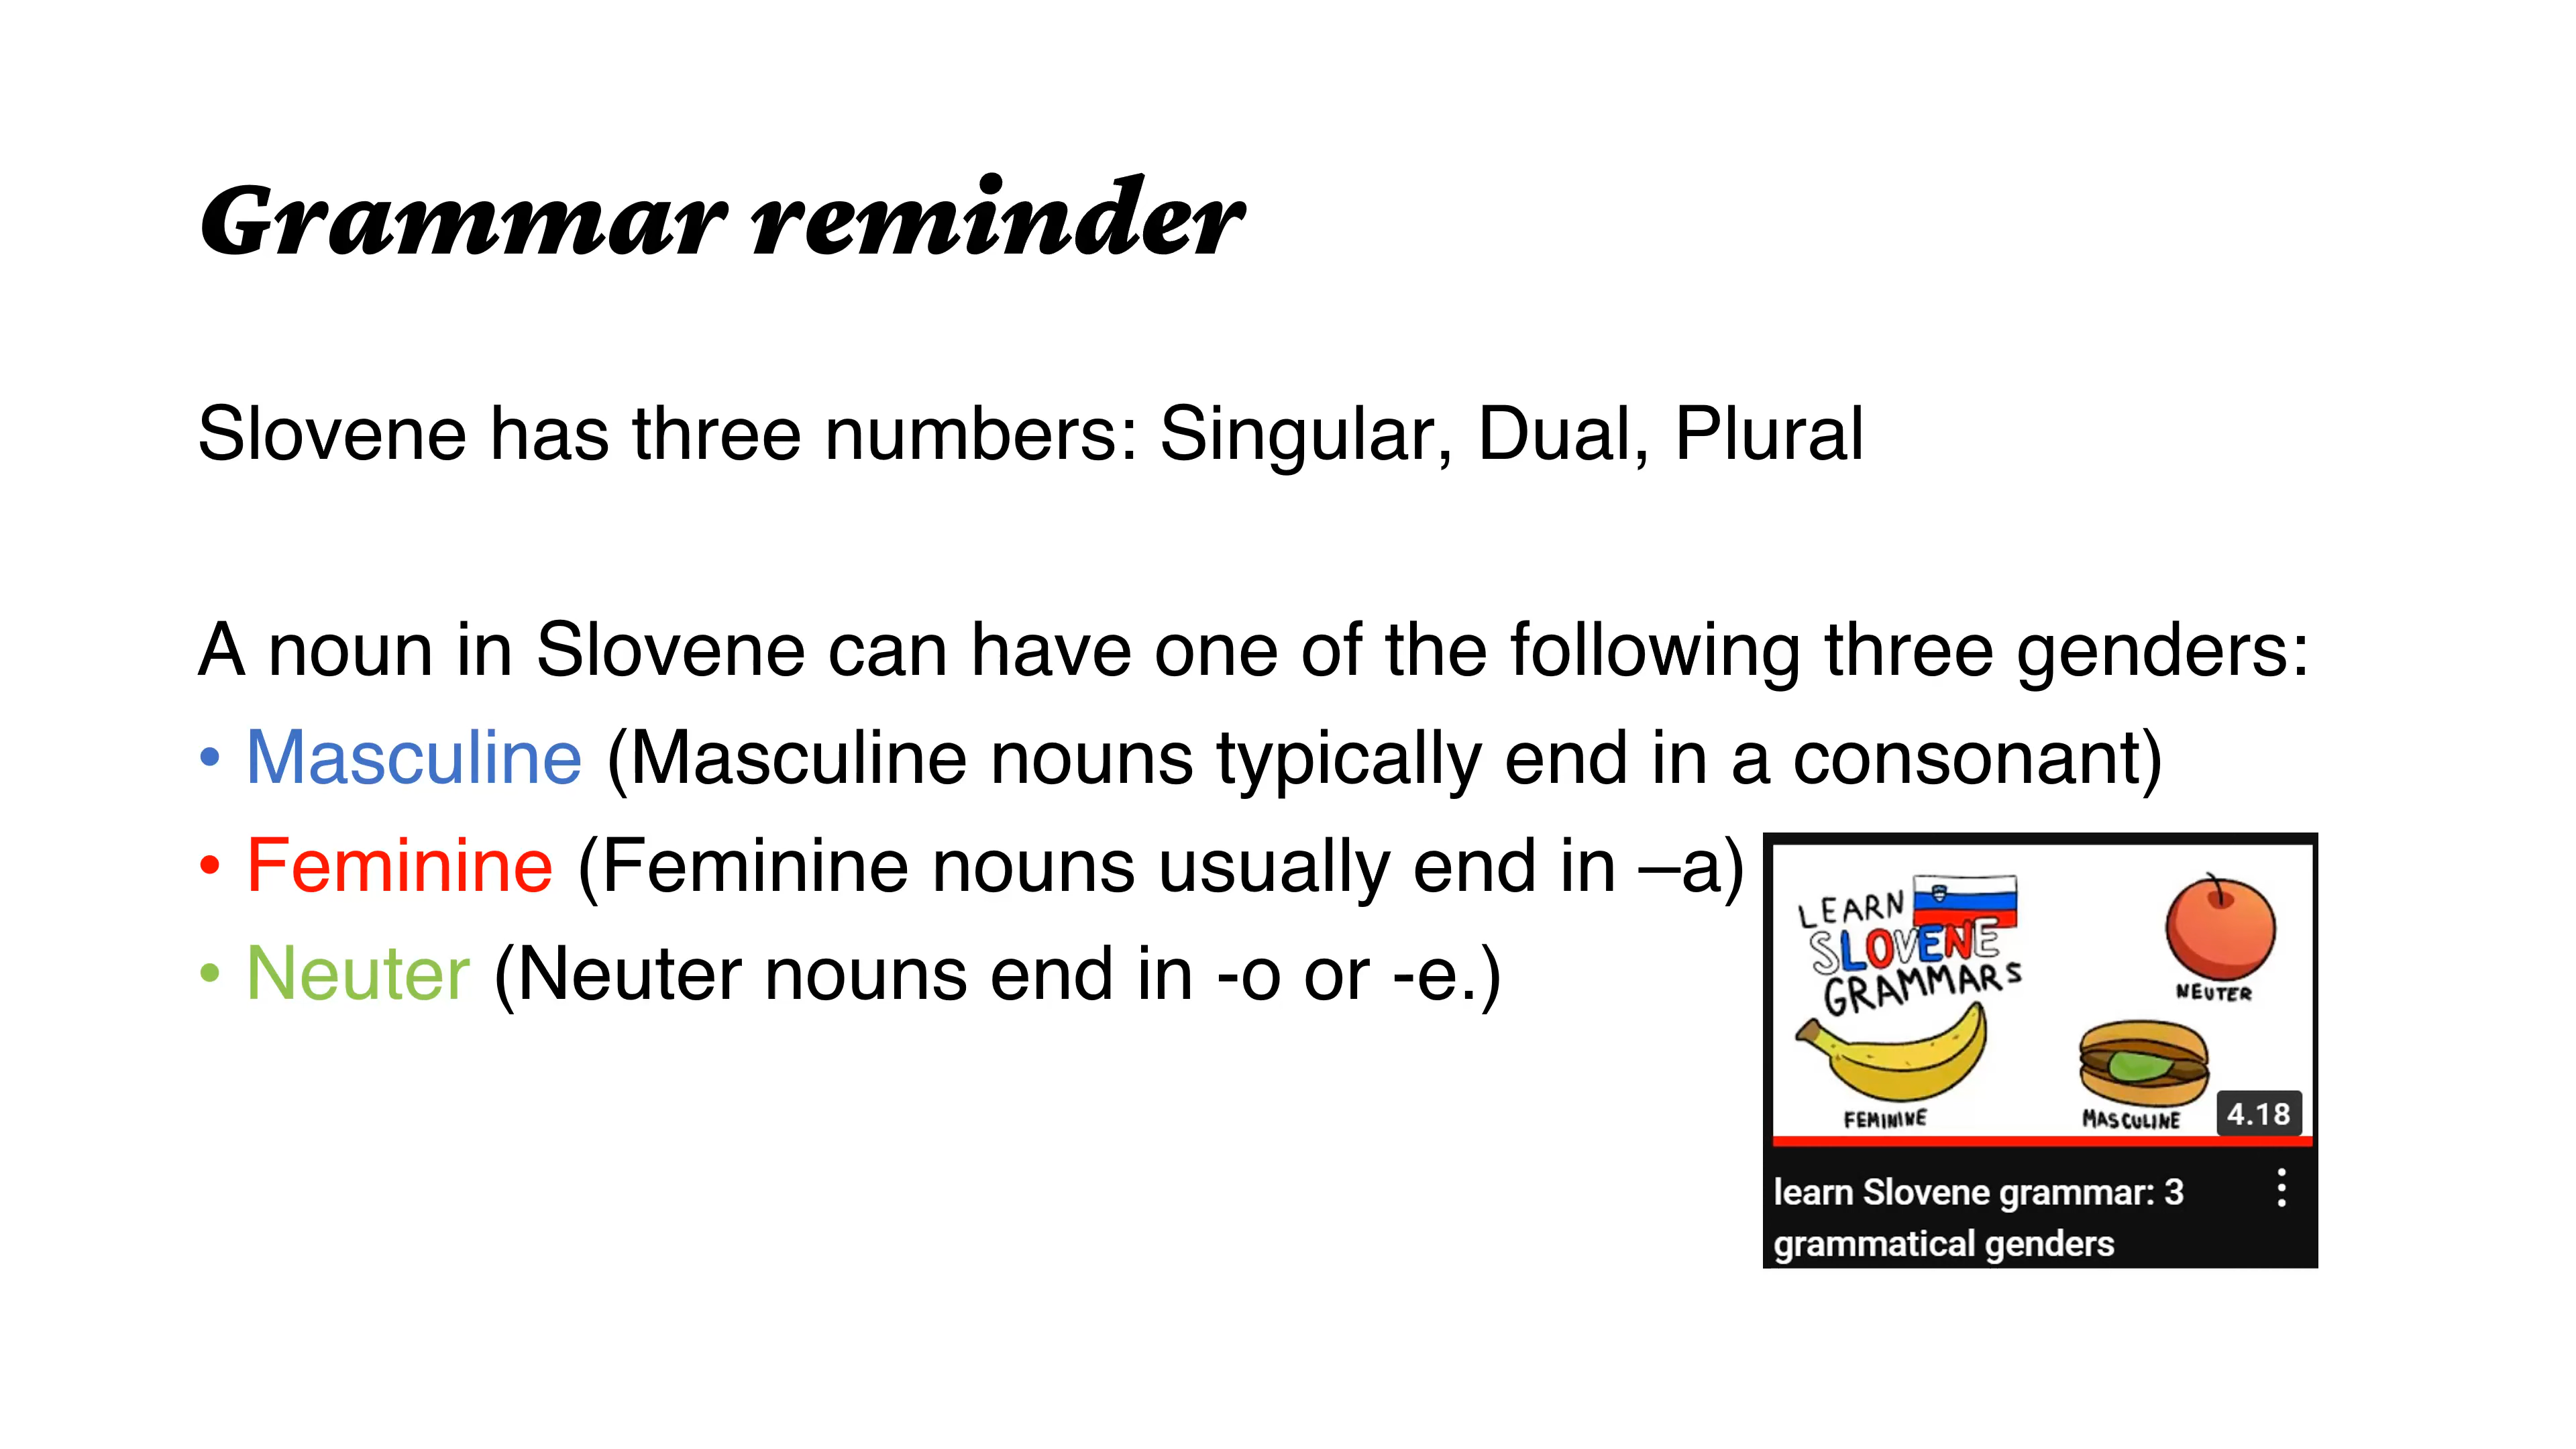 Grammar reminder
Slovene has three numbers: Singular, Dual, Plural
A noun in Slovene can have one of the following three genders:
• Masculine (Masculine nouns typically end in a consonant)
• Feminine (Feminine nouns usually end in –a)
• Neuter (Neuter nouns end in -o or -e.)
LEARN
SLOVENE
GRAMMARS
NEUTER
FEMININE
MASCULINE
4.18
learn Slovene grammar: 3
grammatical genders